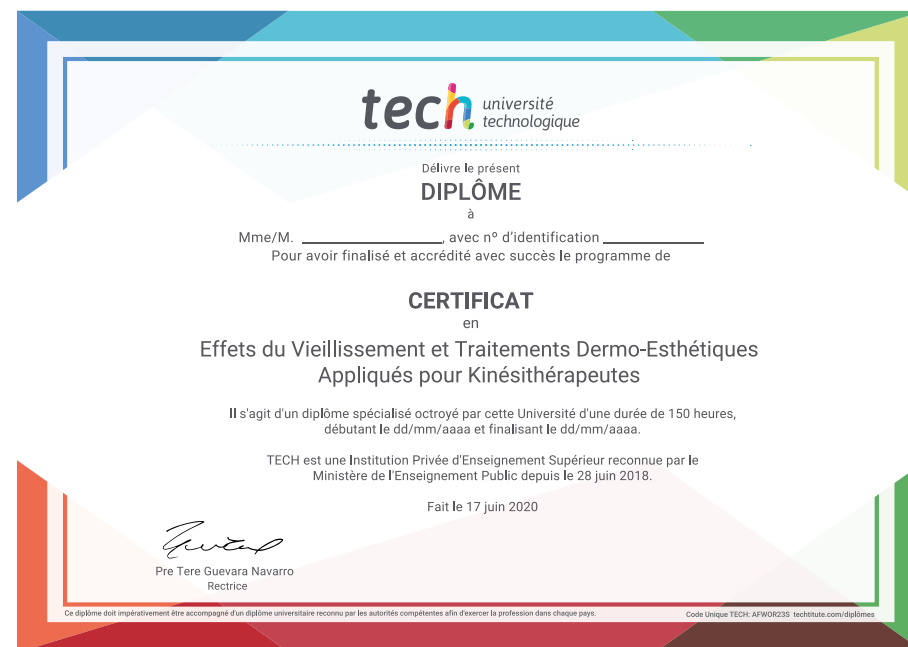 tech université
technologique
Délivre le présent
DIPLÔME
à
Mme/M. ____________________, avec nº d'identification ______________
Pour avoir finalisé et accrédité avec succès le programme de
CERTIFICAT
en
Effets du Vieillissement et Traitements Dermo-Esthétiques
Appliqués pour Kinésithérapeutes
Il s'agit d'un diplôme spécialisé octroyé par cette Université d'une durée de 150 heures,
débutant le dd/mm/aaaa et finalisant le dd/mm/aaaa.
TECH est une Institution Privée d'Enseignement Supérieur reconnue par le
Ministère de l'Enseignement Public depuis le 28 juin 2018.
Fait le 17 juin 2020
Pre Tere Guevara Navarro
Rectrice
Ce diplôme doit impérativement être accompagné d'un diplôme universitaire reconnu par les autorités compétentes afin d'exercer la profession dans chaque pays.
Code Unique TECH: AFWOR23S techtitute.com/diplômes